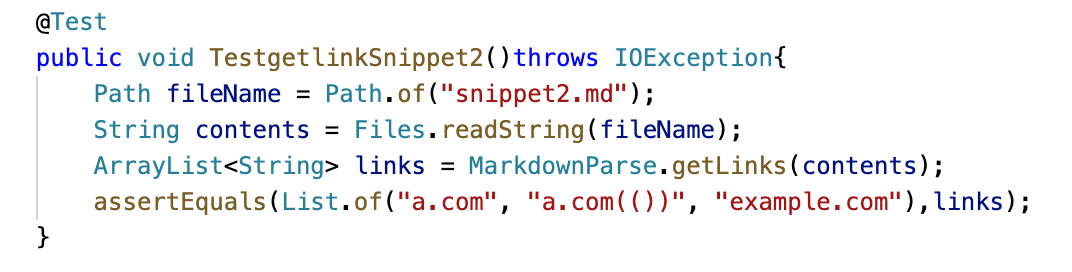 @Test
public void TestgetlinkSnippet2()throws IOException{
    Path fileName = Path.of("snippet2.md");
    String contents = Files.readString(fileName);
    ArrayList<String> links = MarkdownParse.getLinks(contents);
    assertEquals(List.of("a.com", "a.com(())", "example.com"),links);
}